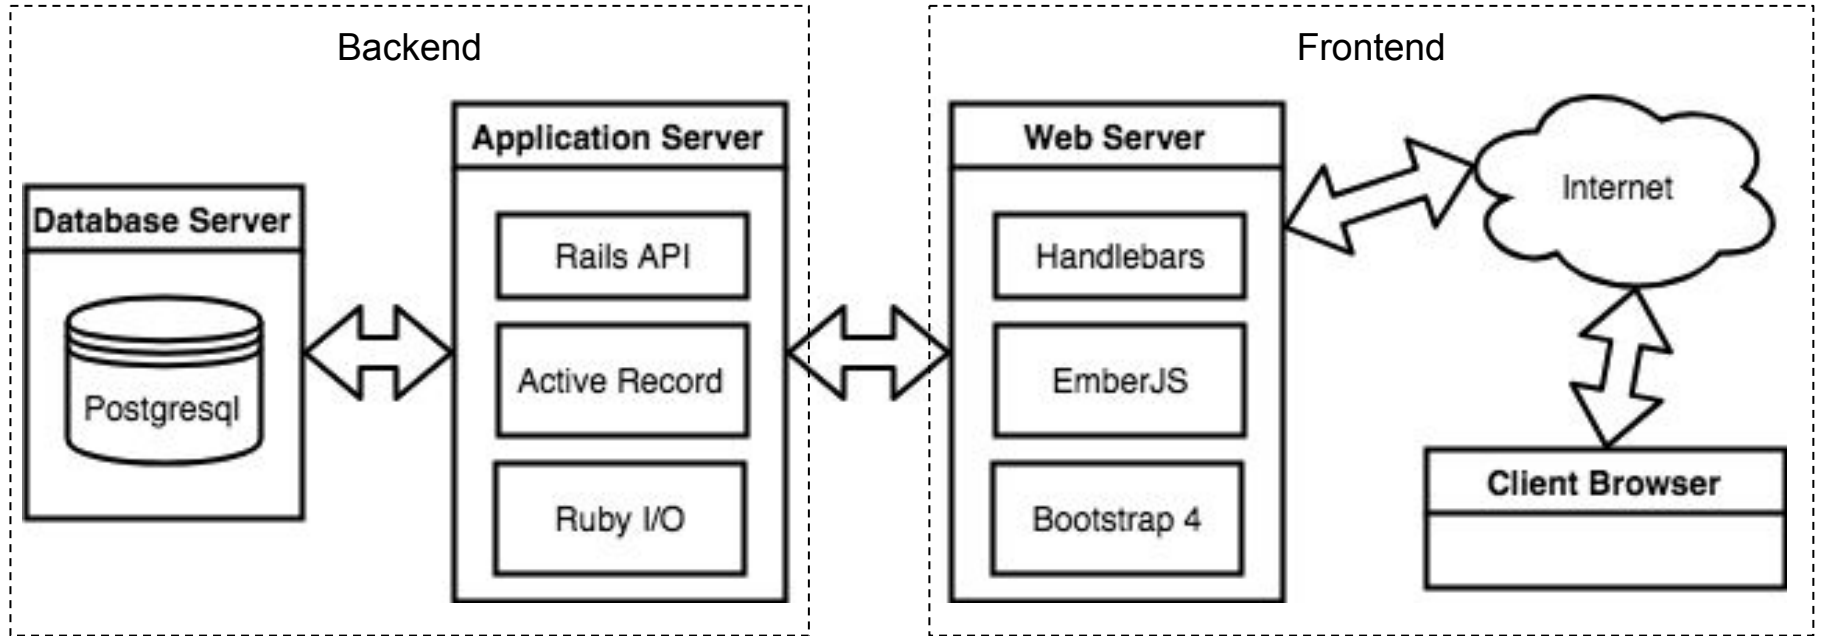 Backend
Frontend
Database Server
Postgresql
Application Server
Rails API
Active Record
Ruby I/O
Web Server
Handlebars
EmberJS
Bootstrap 4
Internet
Client Browser